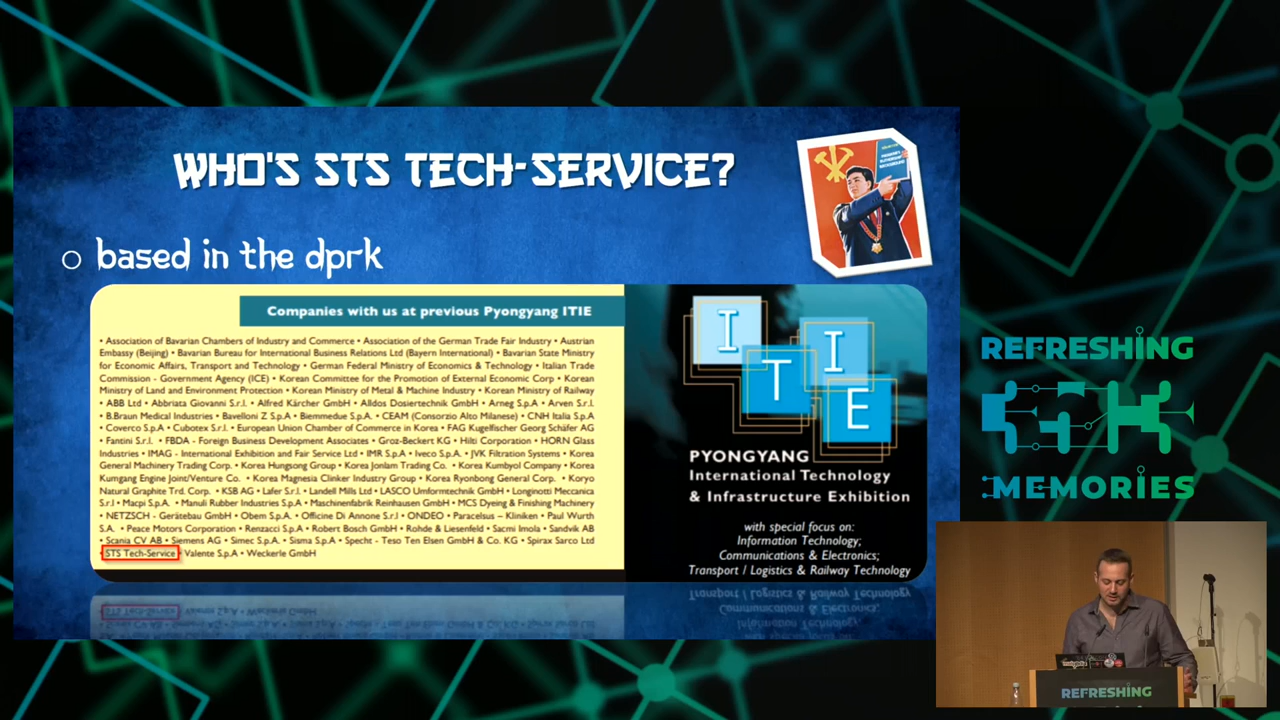 WHO'S STS TECH-SERVICE?
based in the dprk
Companies with us at previous Pyongyang ITIE
• Association of Bavarian Chambers of Industry and Commerce • Association of the German Trade Fair Industry • Austrian
Embassy (Beijing) • Bavarian Bureau for International Business Relations Ltd (Bayern International) • Bavarian State Ministry
for Economic Affairs, Transport and Technology • German Federal Ministry of Economics & Technology • Italian Trade
Commission - Government Agency (ICE) • Korean Committee for the Promotion of External Economic Corp • Korean
Ministry of Land and Environment Protection • Korean Ministry of Metal & Machine Industry • Korean Ministry of Railway
• ABB Ltd • Abbriata Giovanni S.r.l. • Alfred Kärcher GmbH • Alldos Dosiertechnik GmbH • Arneg S.p.A • Arven S.r.l.
• B.Braun Medical Industries • Bavelloni Z S.p.A • Biemmedue S.p.A. • CEAM (Consorzio Alto Milanese) • CNH Italia S.p.A
• Coverco S.p.A • Cubotex S.r.l. • European Union Chamber of Commerce in Korea • FAG Kugelfischer Georg Schäfer AG
• Fantini S.r.l. • FBDA - Foreign Business Development Associates • Groz-Beckert KG • Hilti Corporation • HORN Glass
Industries • IMAG - International Exhibition and Fair Service Ltd • IMR S.p.A • Iveco S.p.A. • JVK Filtration Systems • Korea
General Machinery Trading Corp. • Korea Hungsong Group • Korea Jonlam Trading Co. • Korea Kumbyol Company • Korea
Kumgang Engine Joint/Venture Co. • Korea Magnesia Clinker Industry Group • Korea Ryonbong General Corp. • Koryo
Natural Graphite Trd. Corp. • KSB AG • Lafer S.r.l. • Landell Mills Ltd • LASCO Umformtechnik GmbH • Longinotti Meccanica
S.r.l • Macpi S.p.A. • Manuli Rubber Industries S.p.A • Maschinenfabrik Reinhausen GmbH • MCS Dyeing & Finishing Machinery
• NETZSCH - Gerätebau GmbH • Obem S.p.A. • Officine Di Annone S.r.l • ONDEO • Paracelsus – Kliniken • Paul Wurth
S.A. • Peace Motors Corporation • Renzacci S.p.A • Robert Bosch GmbH • Rohde & Liesenfeld • Sacmi Imola • Sandvik AB
• Scania CV AB • Siemens AG • Simec S.p.A. • Sisma S.p.A • Specht - Teso Ten Elsen GmbH & Co. KG • Spirax Sarco Ltd
• STS Tech-Service • Valente S.p.A • Weckerle GmbH
ITIE
PYONGYANG
International Technology
& Infrastructure Exhibition
with special focus on:
Information Technology;
Communications & Electronics;
Transport / Logistics & Railway Technology
REFRESHING
MEMORIES
REFRESHING